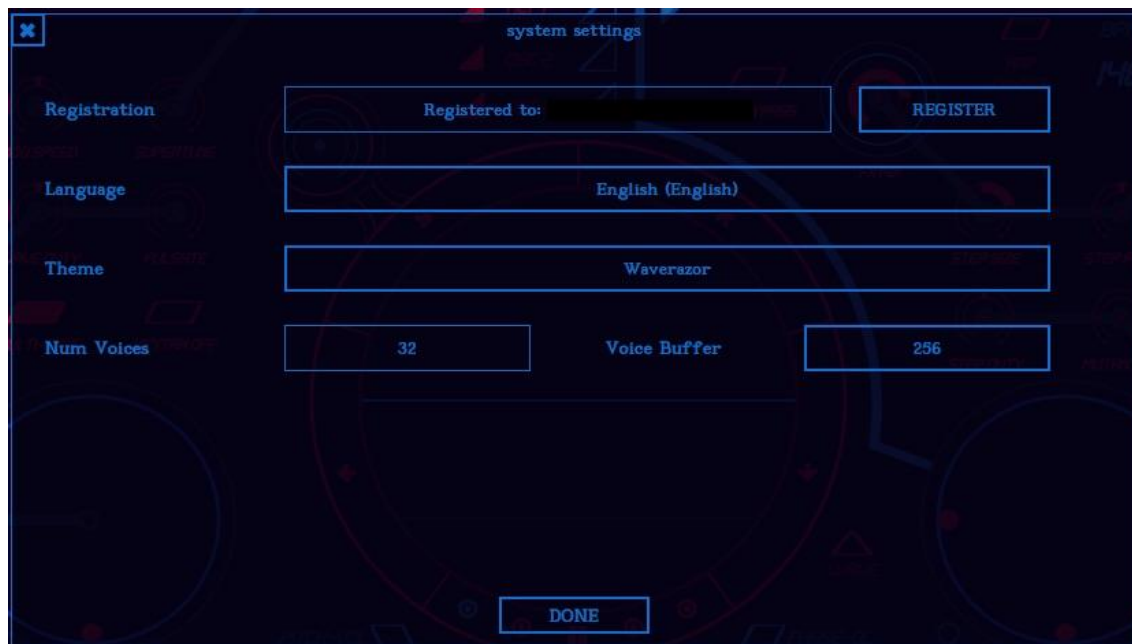 system settings
Registration Registered to: REGISTER
Language English (English)
Theme Waverazor
Num Voices 32 Voice Buffer 256
DONE